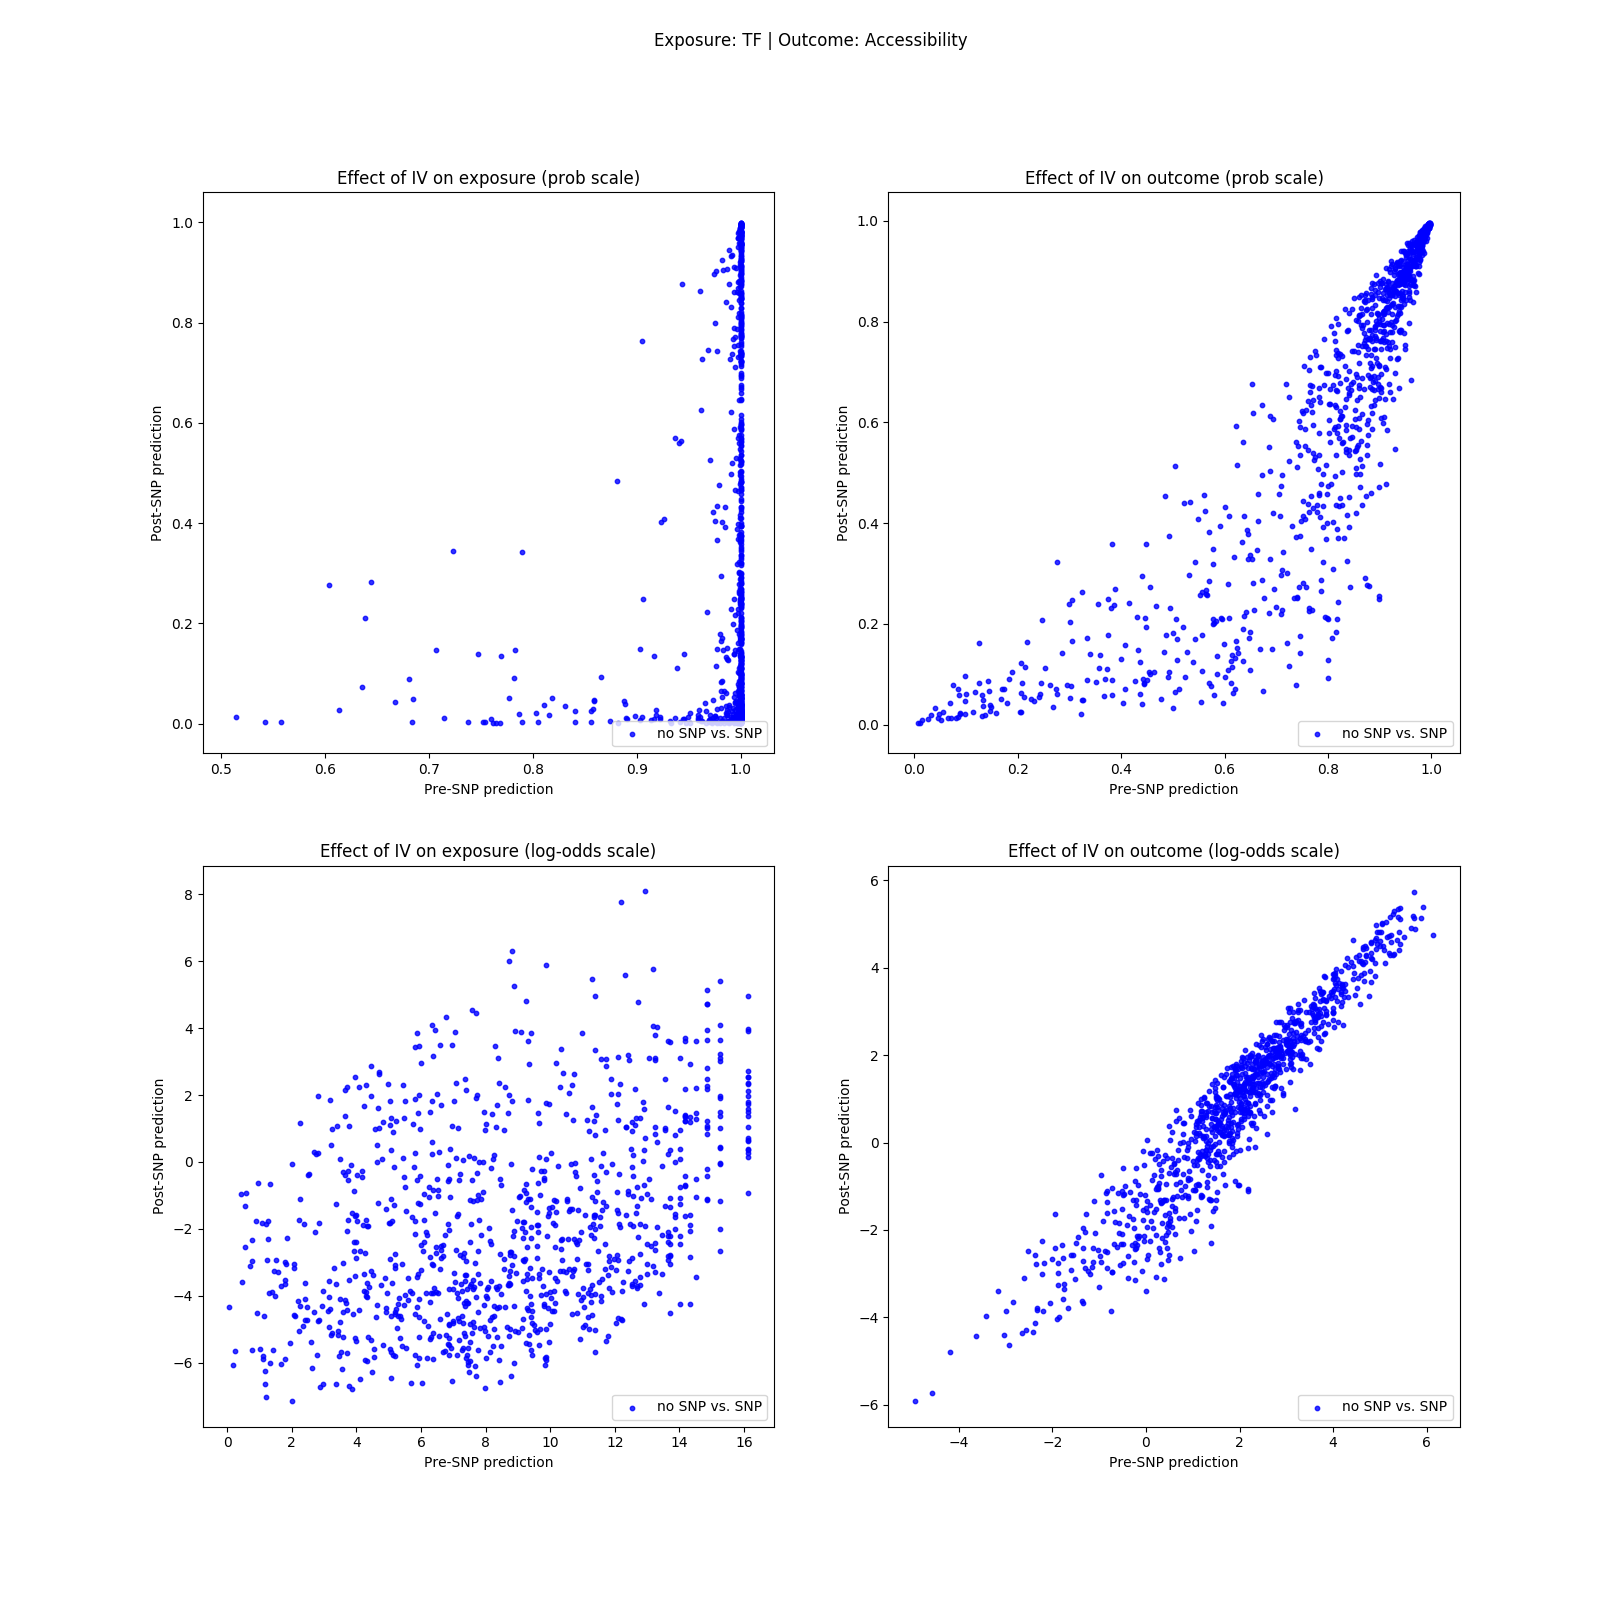 Exposure: TF | Outcome: Accessibility
Effect of IV on exposure (prob scale)
Post-SNP prediction
1.0
0.8
0.6
0.4
0.2
0.0
no SNP vs. SNP
0.5 0.6 0.7 0.8 0.9 1.0
Pre-SNP prediction
Effect of IV on outcome (prob scale)
Post-SNP prediction
1.0
0.8
0.6
0.4
0.2
0.0
no SNP vs. SNP
0.0 0.2 0.4 0.6 0.8 1.0
Pre-SNP prediction
Effect of IV on exposure (log-odds scale)
Post-SNP prediction
8
6
4
2
0
−2
−4
−6
no SNP vs. SNP
0 2 4 6 8 10 12 14 16
Pre-SNP prediction
Effect of IV on outcome (log-odds scale)
Post-SNP prediction
6
4
2
0
−2
−4
−6
no SNP vs. SNP
−4 −2 0 2 4 6
Pre-SNP prediction